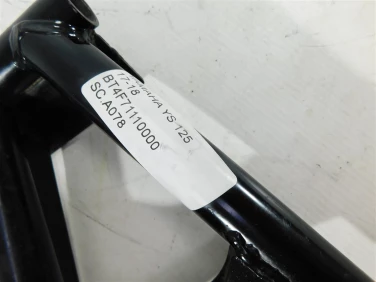 YAMAHA YS 125
17-18
BT4F71110000
SC A078